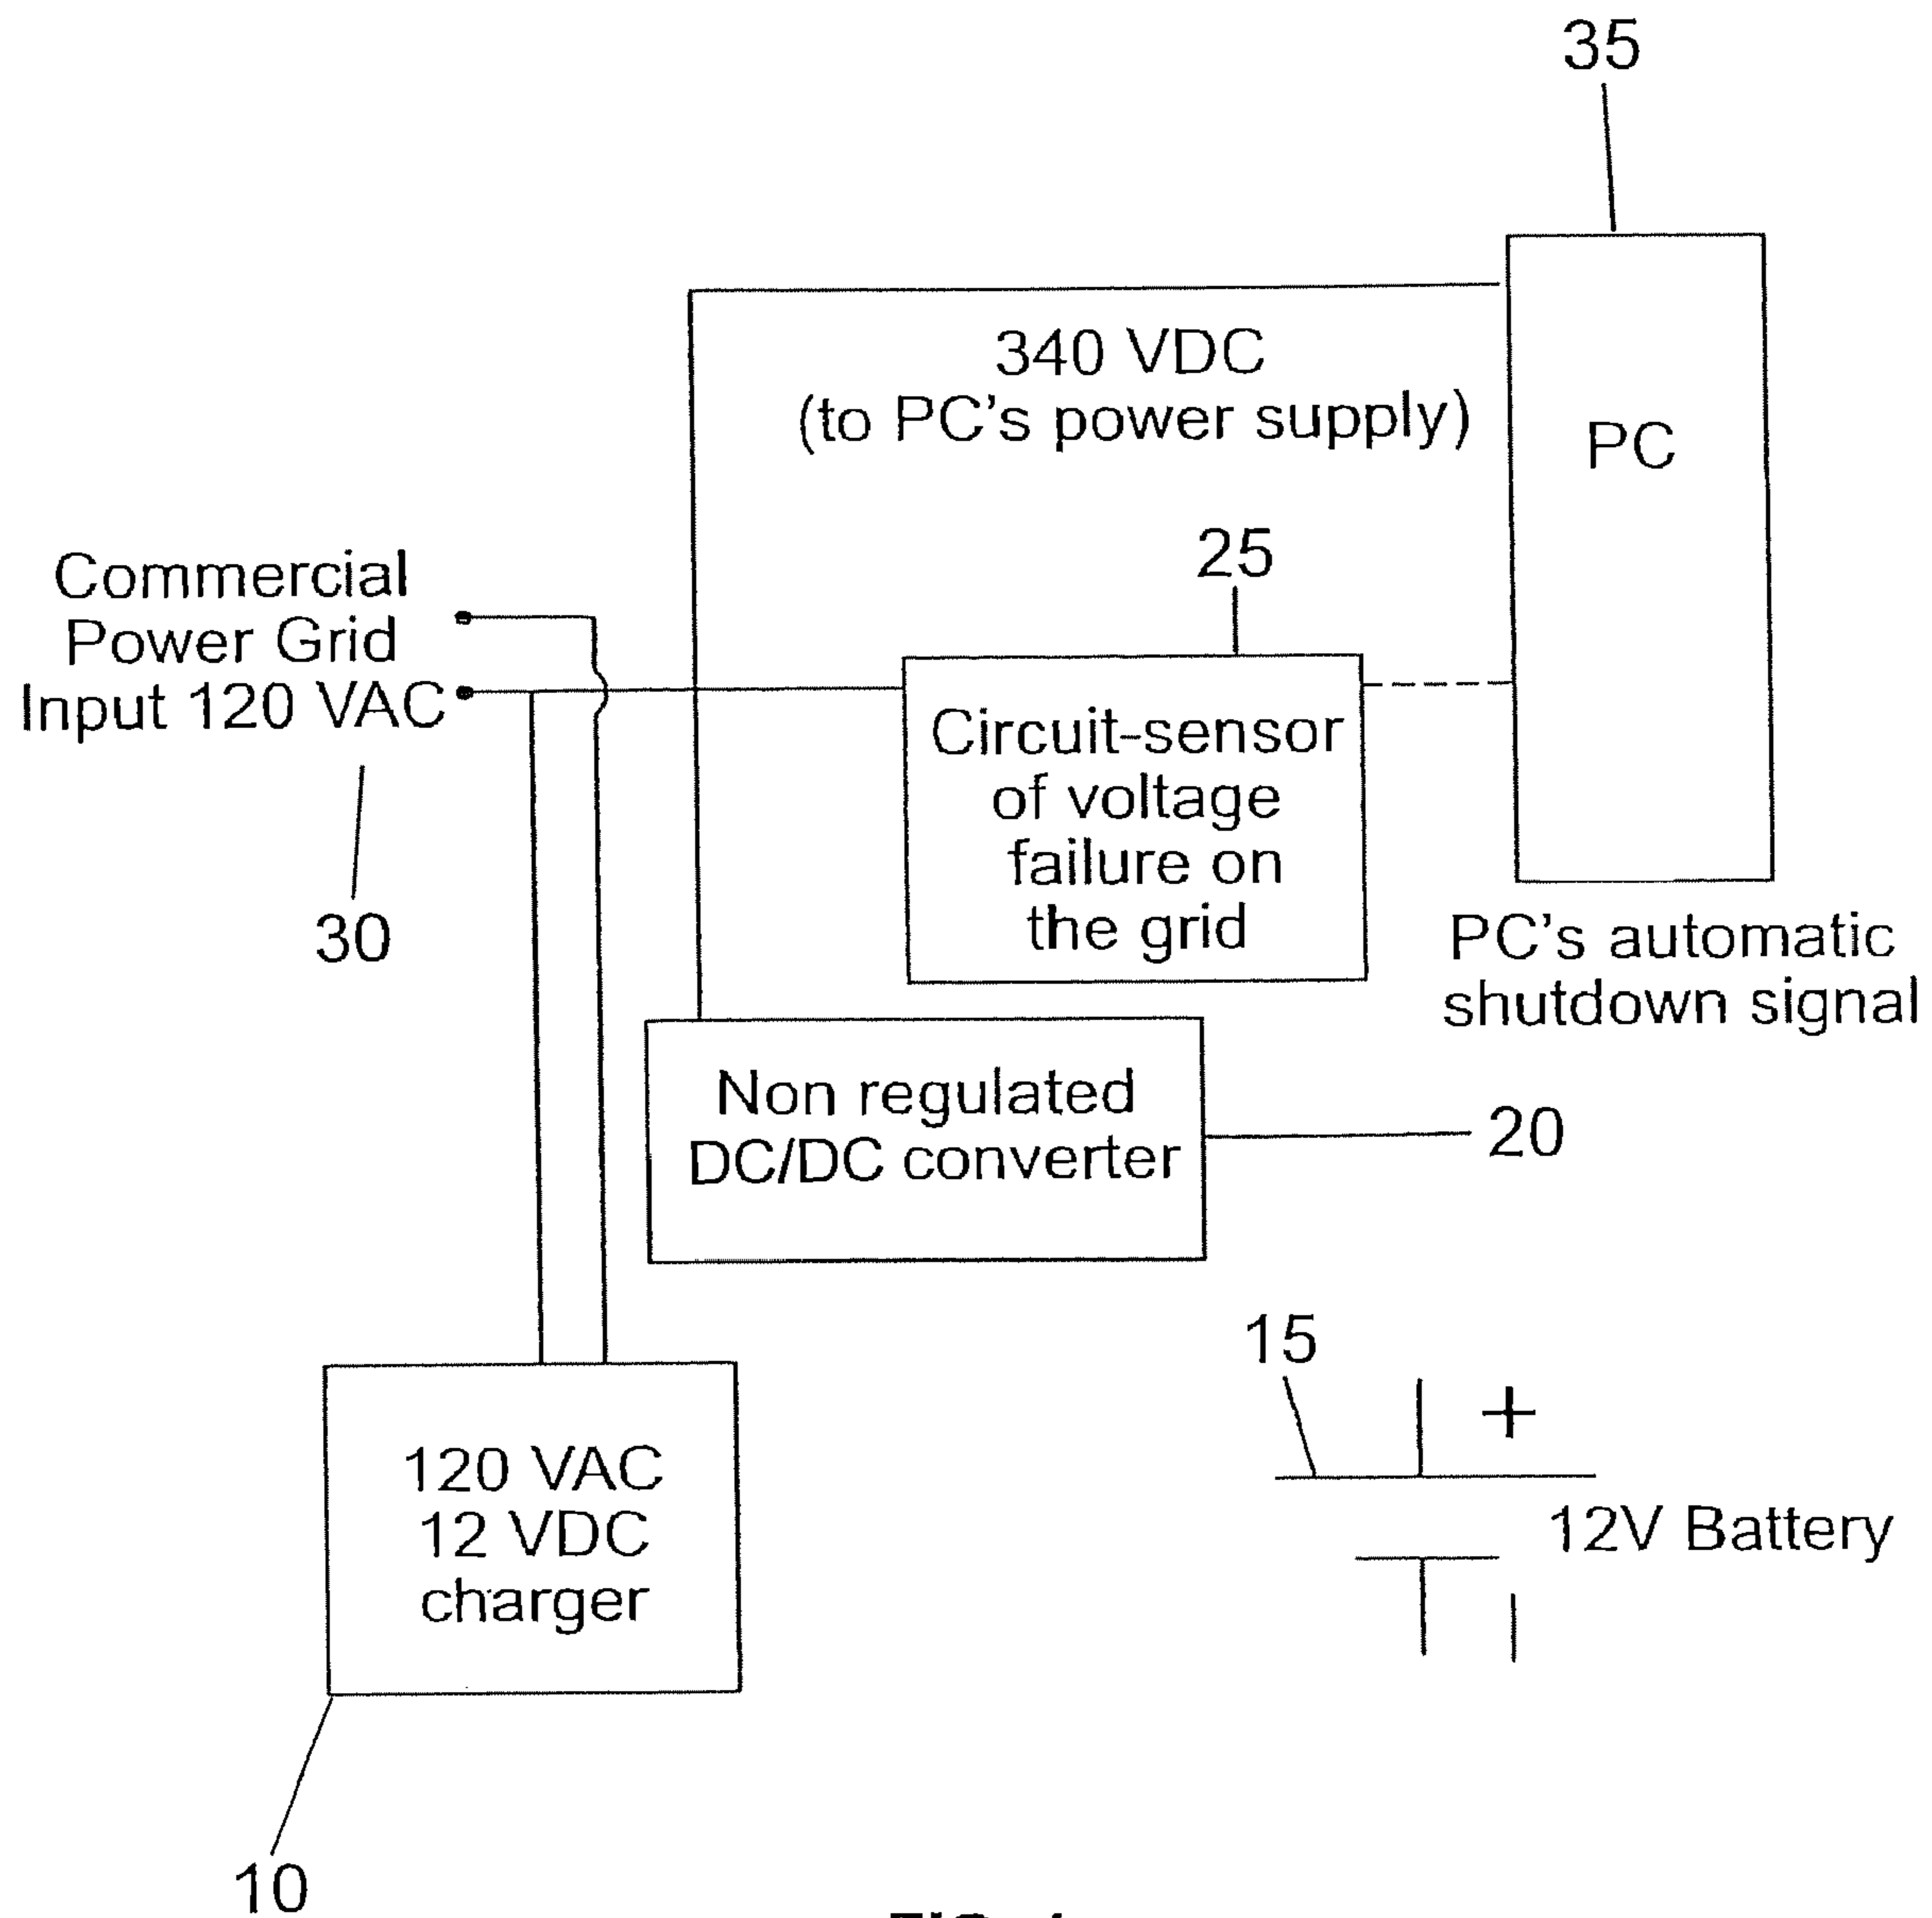 35
340 VDC
(to PC's power supply)
PC
25
Commercial
Power Grid
Input 120 VAC
30
Circuit-sensor
of voltage
failure on
the grid
PC's automatic
shutdown signal
Non regulated
DC/DC converter
20
15
+
12V Battery
120 VAC
12 VDC
charger
10